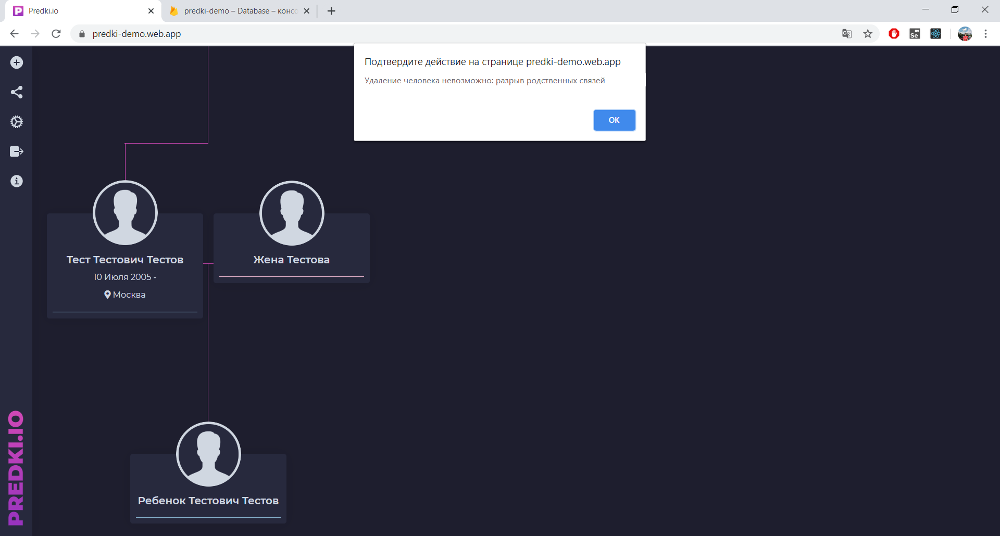 Predki.io
predki-demo – Database – консо
predki-demo.web.app
Se
Подтвердите действие на странице predki-demo.web.app
Удаление человека невозможно: разрыв родственных связей
ОК
Тест Тестович Тестов
10 Июля 2005 -
Москва
Жена Тестова
Ребенок Тестович Тестов
PREDKI.IO